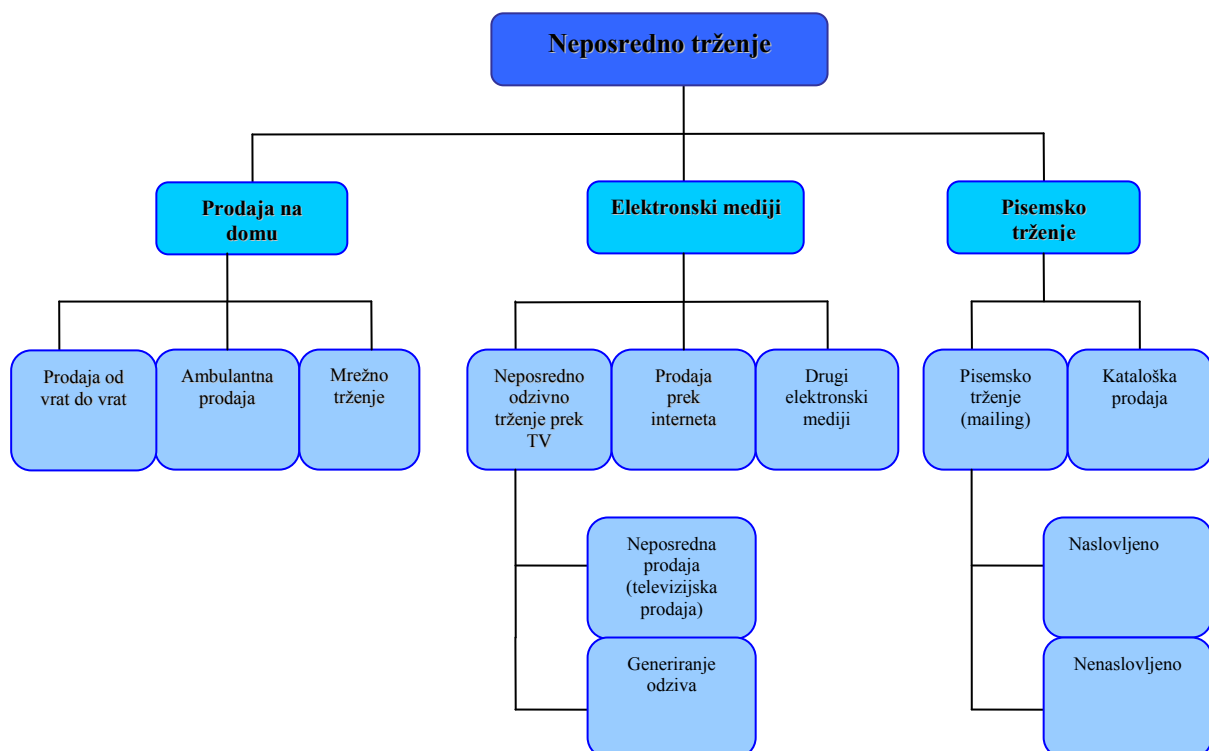 Neposredno trženje
Prodaja na
domu
Elektronski mediji
Pisemsko
trženje
Prodaja od
vrat do vrat
Ambulantna
prodaja
Mrežno
trženje
Neposredno
odzivno
trženje prek
TV
Prodaja
prek
interneta
Drugi
elektronski
mediji
Pisemsko
trženje
(mailing)
Kataloška
prodaja
Neposredna
prodaja
(televizijska
prodaja)
Generiranje
odziva
Naslovljeno
Nenaslovljeno